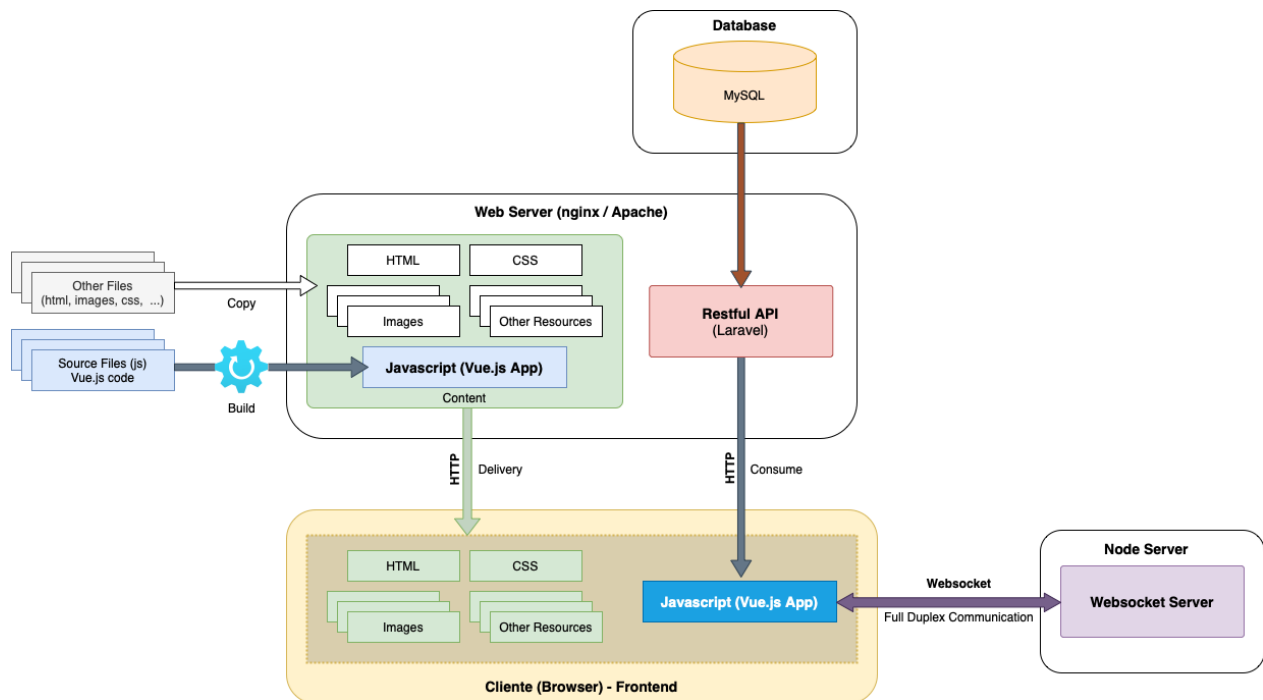 Database
MySQL
Web Server (nginx / Apache)
HTML
CSS
Other Files
(html, images, css,  ...)
Copy
Images
Other Resources
Restful API
(Laravel)
Source Files (js)
Vue.js code
Build
Javascript (Vue.js App)
Content
HTTP
Delivery
HTTP
Consume
HTML
CSS
Images
Other Resources
Javascript (Vue.js App)
Websocket
Full Duplex Communication
Node Server
Websocket Server
Cliente (Browser) - Frontend